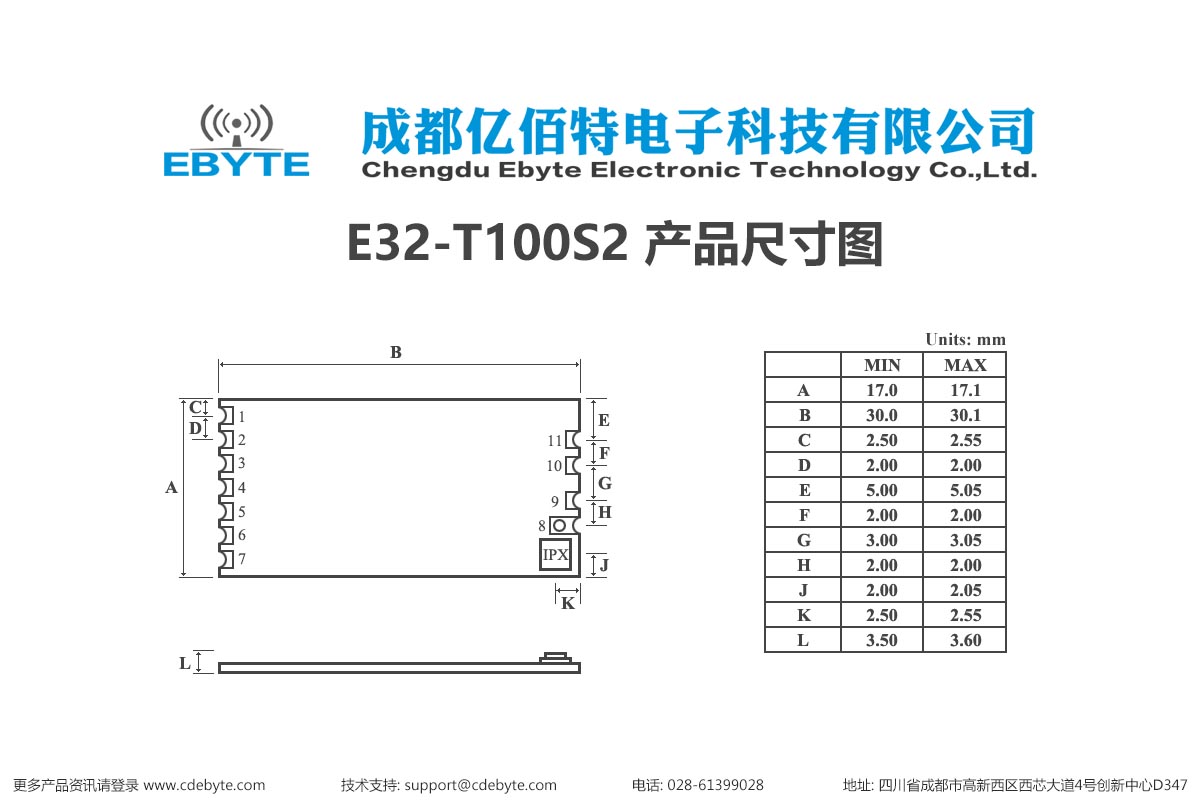 EBYTE
成都亿佰特电子科技有限公司
Chengdu Ebyte Electronic Technology Co.,Ltd.
E32-T100S2 产品尺寸图
B
C
D
A
1
2
3
4
5
6
7
11
10
9
8
IPX
E
F
G
H
J
K
L
Units: mm
MIN MAX
A 17.0 17.1
B 30.0 30.1
C 2.50 2.55
D 2.00 2.00
E 5.00 5.05
F 2.00 2.00
G 3.00 3.05
H 2.00 2.00
J 2.00 2.05
K 2.50 2.55
L 3.50 3.60
更多产品资讯请登录 www.cdebyte.com 技术支持: support@cdebyte.com 电话: 028-61399028 地址: 四川省成都市高新西区西芯大道4号创新中心D347